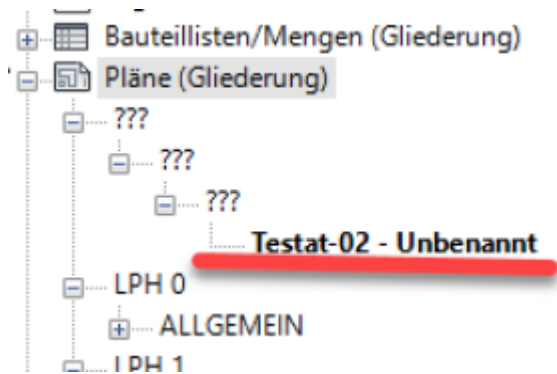 Bauteillisten/Mengen (Gliederung)
Pläne (Gliederung)
???
???
???
Testat-02 - Unbenannt
LPH 0
ALLGEMEIN
LPH 1